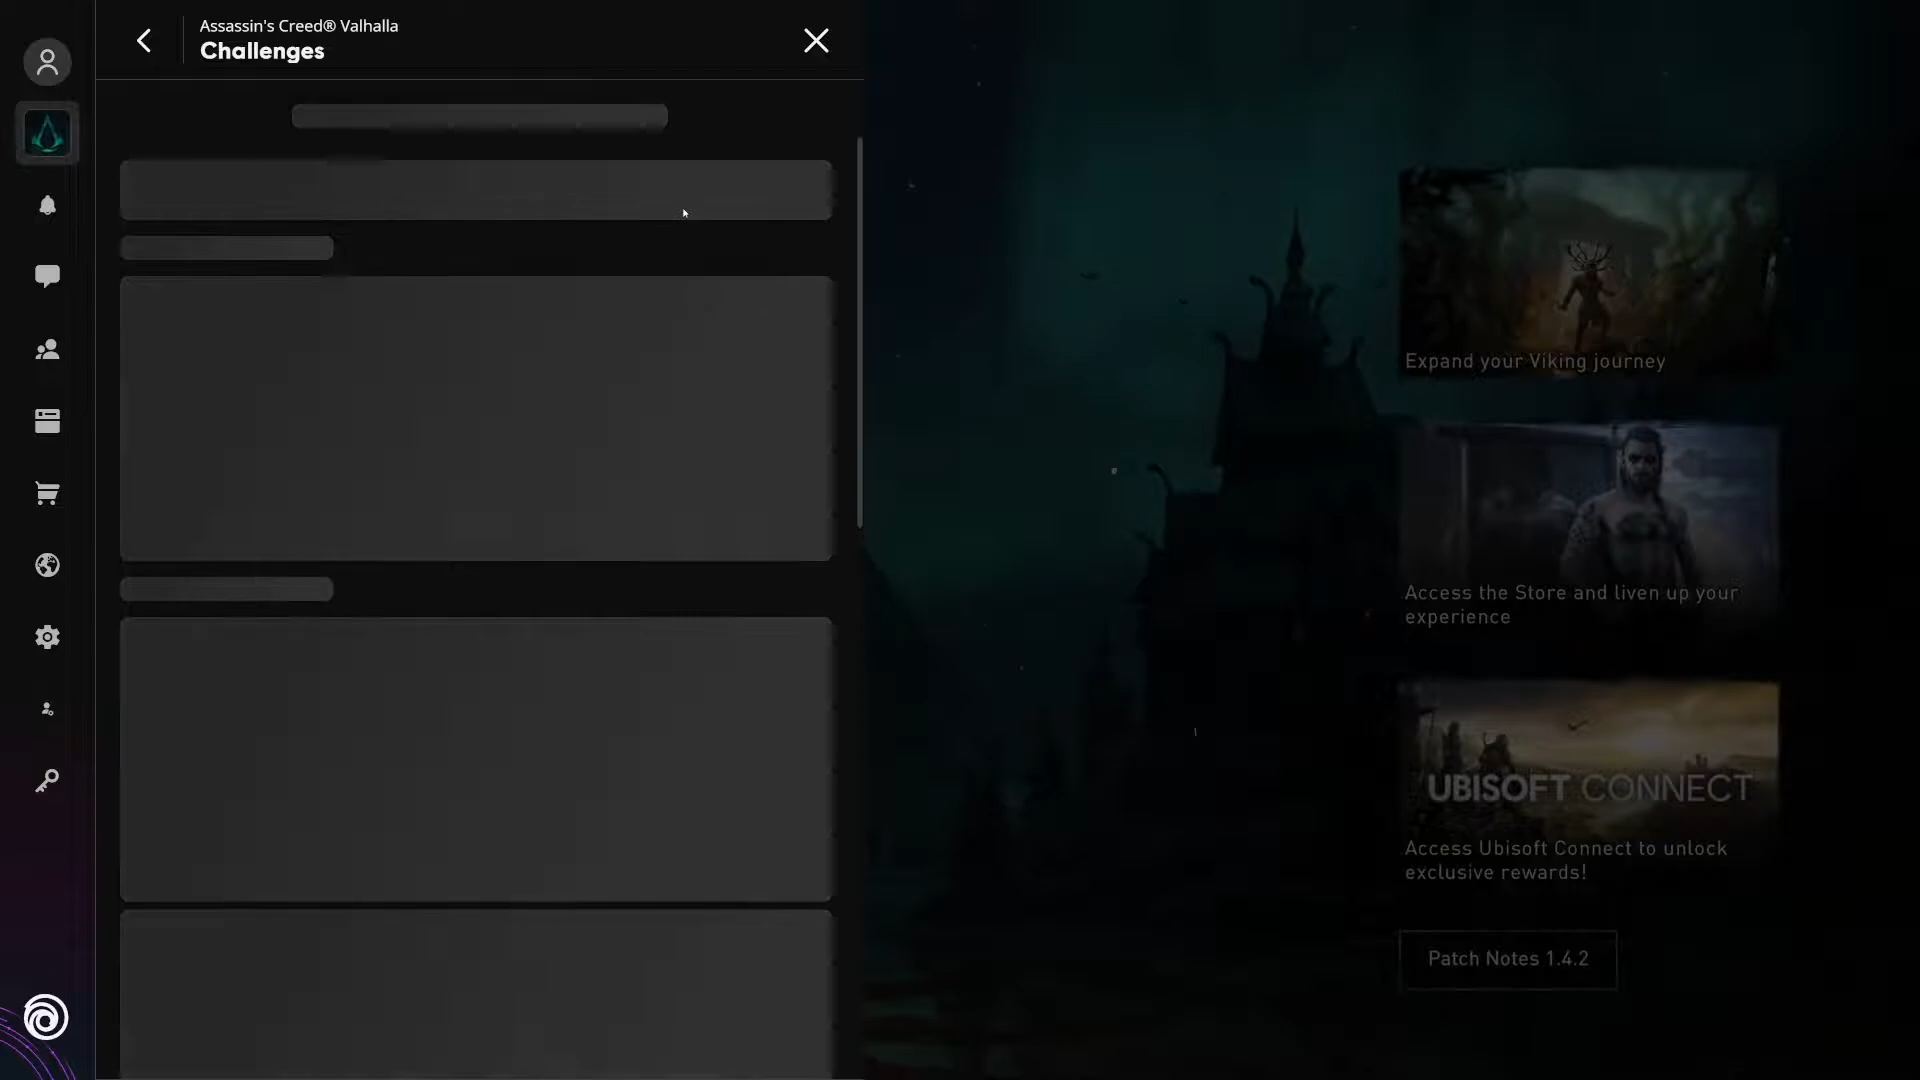 Assassin's Creed® Valhalla
Challenges
Expand your Viking journey
Access the Store and liven up your
experience
UBISOFT CONNECT
Access Ubisoft Connect to unlock
exclusive rewards!
Patch Notes 1.4.2